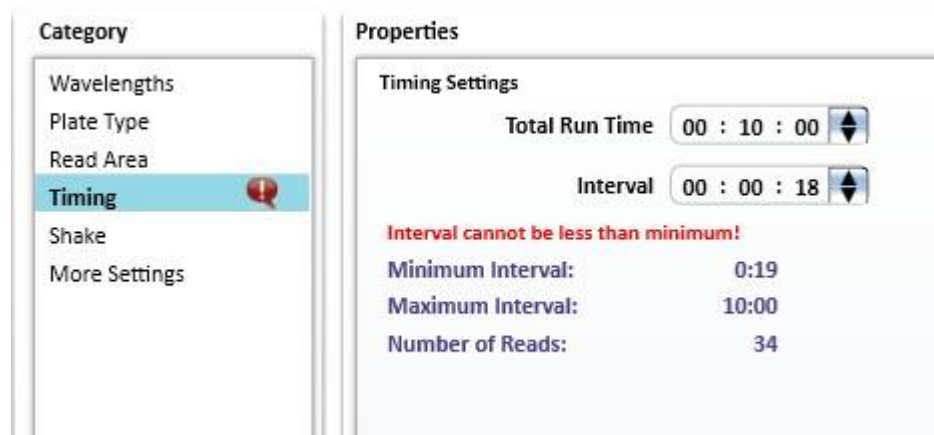 Category
Wavelengths
Plate Type
Read Area
Timing
Shake
More Settings
Properties
Timing Settings
Total Run Time 00 : 10 : 00
Interval 00 : 00 : 18
Interval cannot be less than minimum!
Minimum Interval: 0:19
Maximum Interval: 10:00
Number of Reads: 34